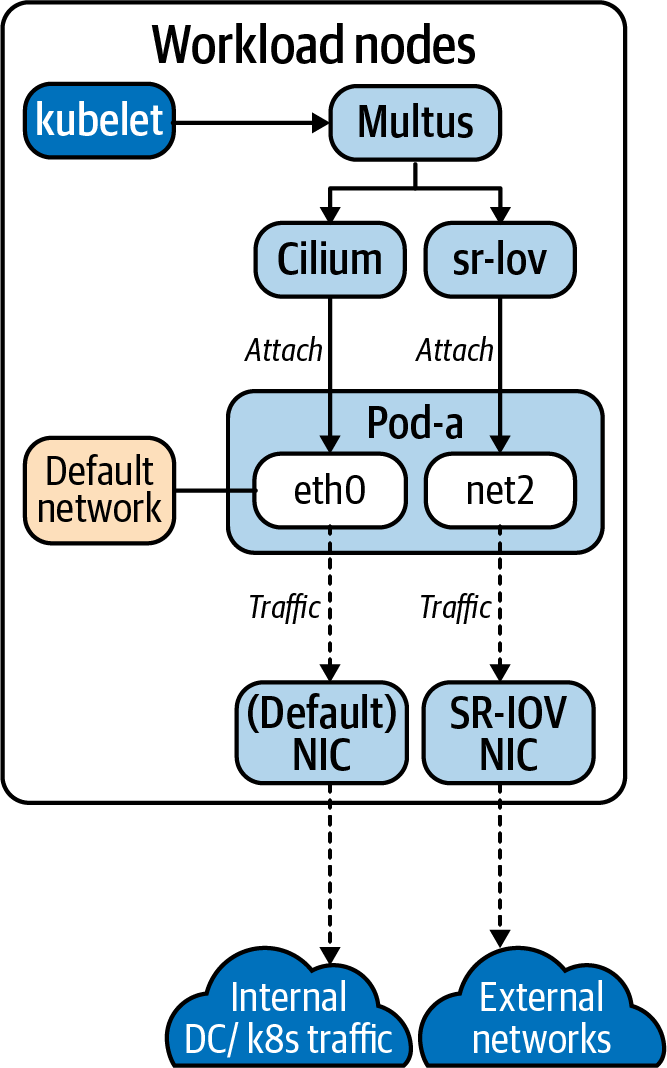 Workload nodes
kubelet
Multus
Cilium
sr-Iov
Attach
Attach
Pod-a
Default
network
eth0
net2
Traffic
Traffic
(Default)
NIC
SR-IOV
NIC
Internal
DC/ k8s traffic
External
networks